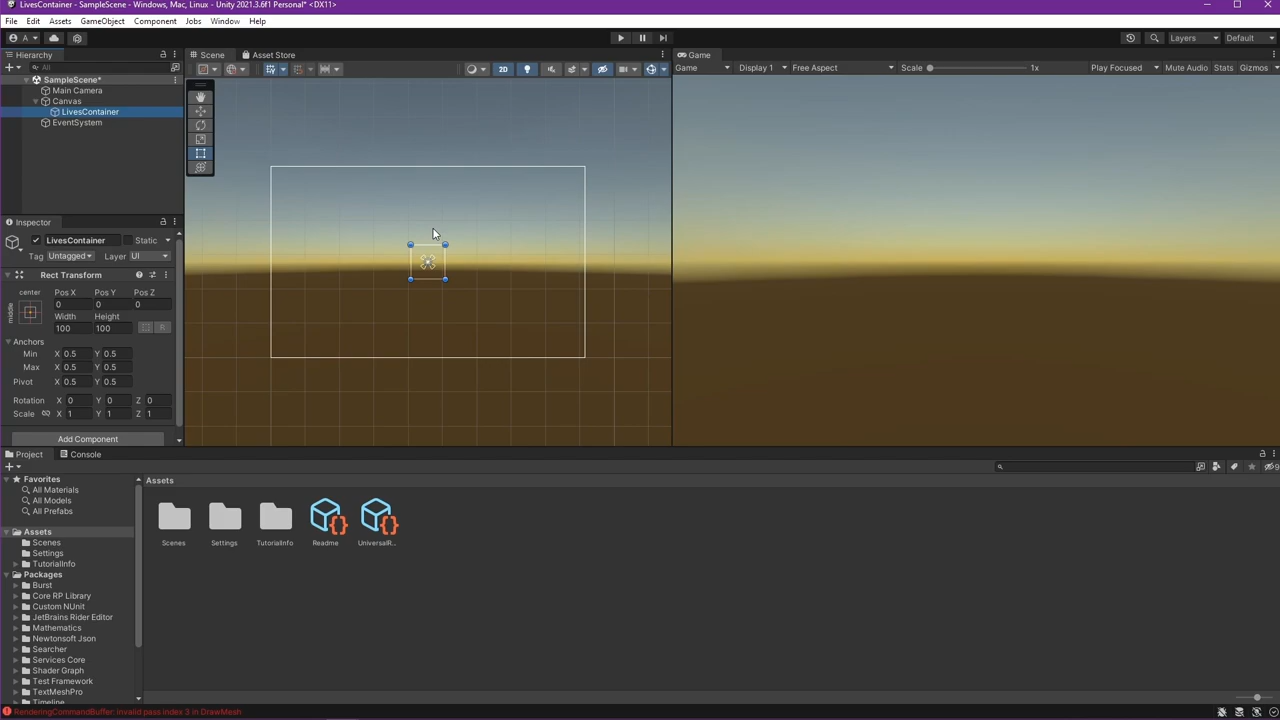 LivesContainer - SampleScene - Windows, Mac, Linux - Unity 2021.3.6f1 Personal* <DX11>
File Edit Assets GameObject Component Jobs Window Help
A Layers Default
Hierarchy Scene Asset Store Game
All 2D Game Display 1 Free Aspect Scale 1x Play Focused Mute Audio Stats Gizmos
SampleScene*
Main Camera
Canvas
LivesContainer
EventSystem
Inspector
LivesContainer Static
Tag Untagged Layer UI
Rect Transform
center Pos X Pos Y Pos Z
middle 0 0 0
Width Height
100 100 R
Anchors
Min X 0.5 Y 0.5
Max X 0.5 Y 0.5
Pivot X 0.5 Y 0.5
Rotation X 0 Y 0 Z 0
Scale X 1 Y 1 Z 1
Add Component
Project Console
9
Favorites
All Materials
All Models
All Prefabs
Assets
Scenes
Settings
TutorialInfo
Packages
Burst
Core RP Library
Custom NUnit
JetBrains Rider Editor
Mathematics
Newtonsoft Json
Searcher
Services Core
Shader Graph
Test Framework
TextMeshPro
Timeline
Assets
Scenes Settings TutorialInfo Readme UniversalR...
RenderingCommandBuffer: invalid pass index 3 in DrawMesh